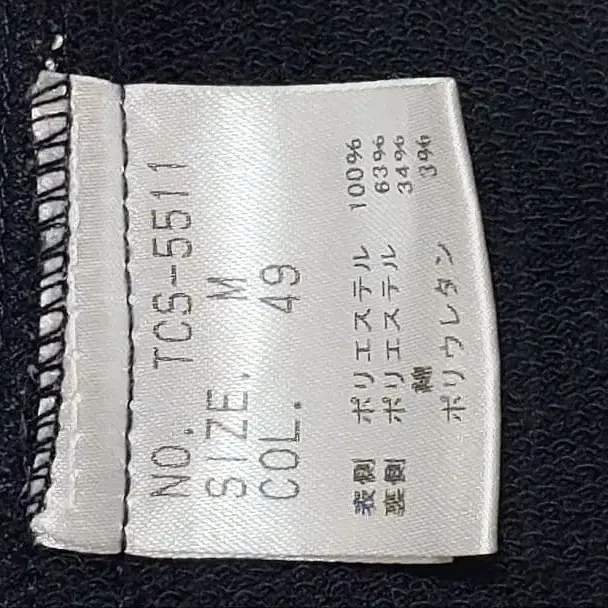 NO. TCS-5511
SIZE. M
COL. 49
表側 ポリエステル 100%
裏側 ポリエステル 63%
綿 34%
ポリウレタン 3%